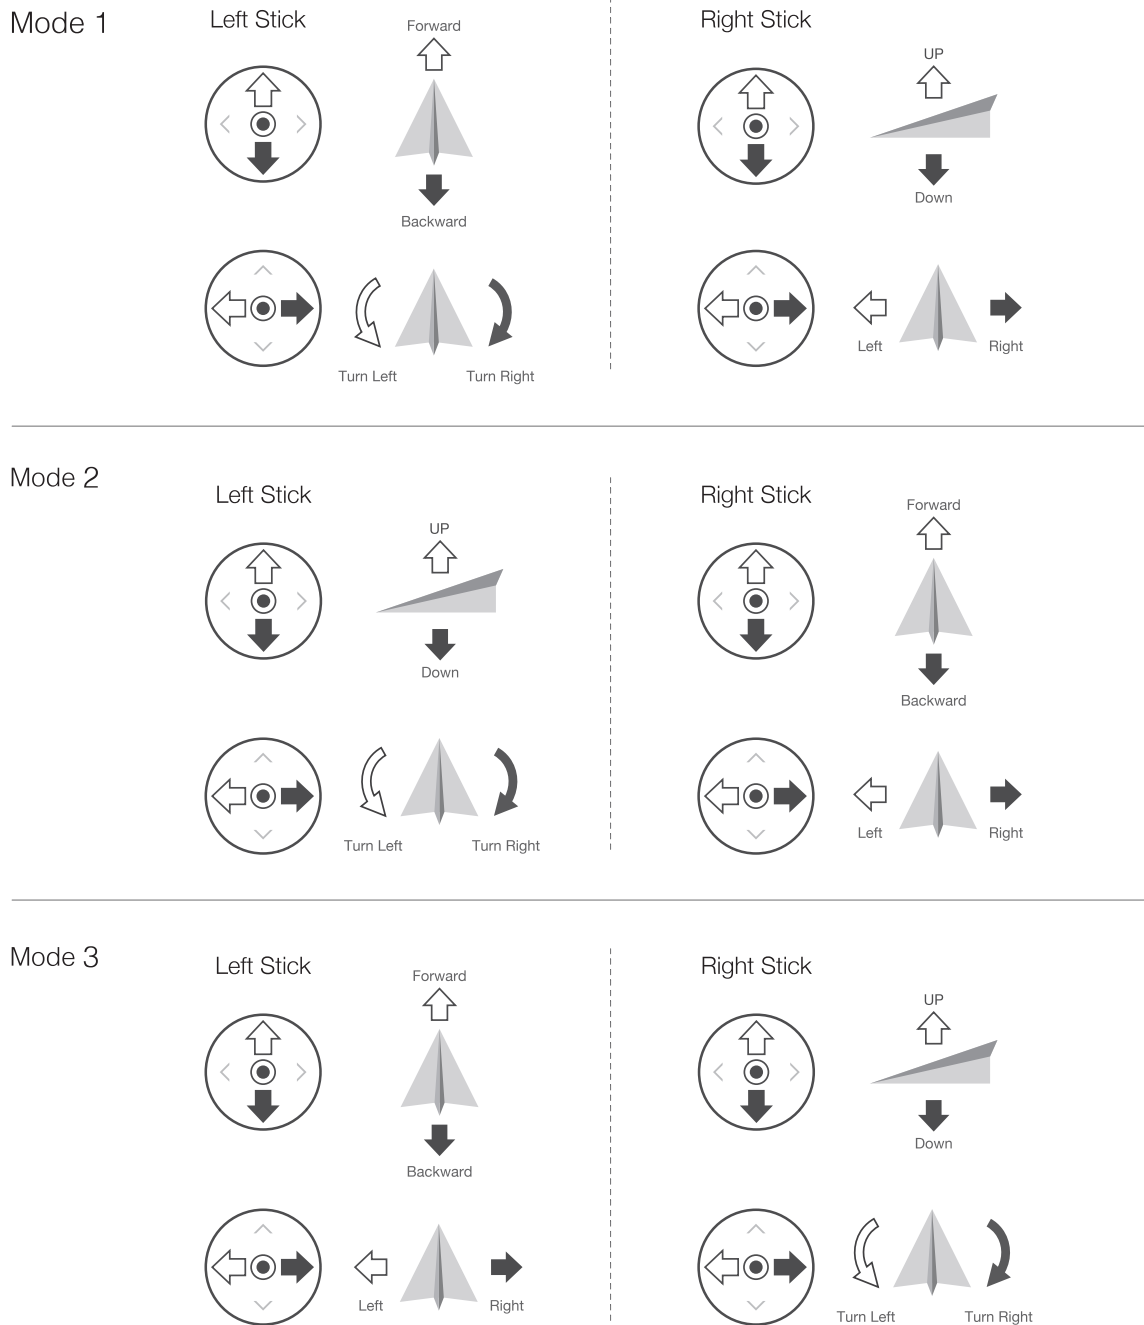 Mode 1
Left Stick
Right Stick
Forward
Backward
UP
Down
Turn Left
Turn Right
Left
Right
Mode 2
Left Stick
Right Stick
UP
Down
Forward
Backward
Turn Left
Turn Right
Left
Right
Mode 3
Left Stick
Right Stick
Forward
Backward
UP
Down
Left
Right
Turn Left
Turn Right